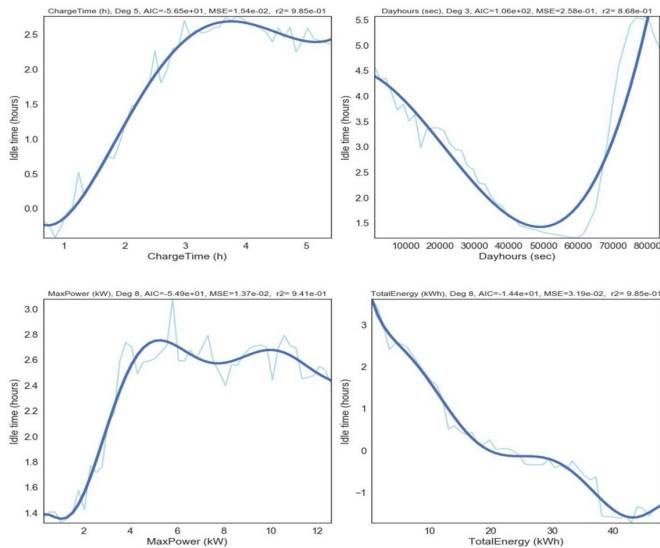 ChargeTime (h), Deg 5, AIC=-5.65e+01, MSE=1.54e-02, r2= 9.85e-01
2.5
2.0
1.5
1.0
0.5
0.0
Idle time (hours)
1 2 3 4 5
ChargeTime (h)
Dayhours (sec), Deg 3, AIC=1.06e+02, MSE=2.58e-01, r2= 8.68e-01
5.5
5.0
4.5
4.0
3.5
3.0
2.5
2.0
1.5
Idle time (hours)
10000 20000 30000 40000 50000 60000 70000 80000
Dayhours (sec)
MaxPower (kW), Deg 8, AIC=-5.49e+01, MSE=1.37e-02, r2= 9.41e-01
3.0
2.8
2.6
2.4
2.2
2.0
1.8
1.6
1.4
Idle time (hours)
2 4 6 8 10 12
MaxPower (kW)
TotalEnergy (kWh), Deg 8, AIC=-1.44e+01, MSE=3.19e-02, r2= 9.85e-01
3
2
1
0
−1
Idle time (hours)
10 20 30 40
TotalEnergy (kWh)